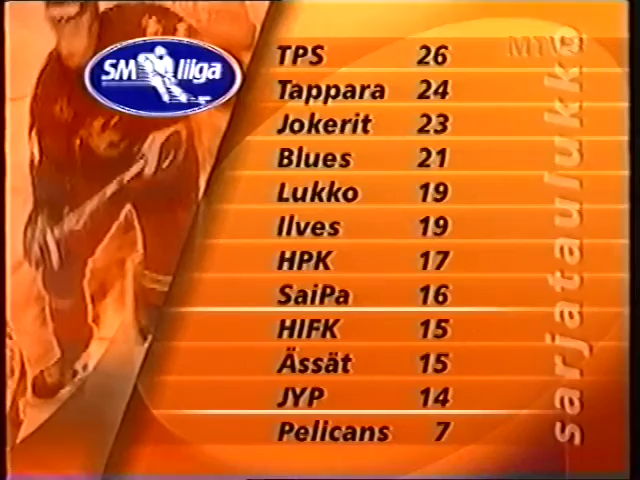 SM liiga
MTV3
TPS 26
Tappara 24
Jokerit 23
Blues 21
Lukko 19
Ilves 19
HPK 17
SaiPa 16
HIFK 15
Ässät 15
JYP 14
Pelicans 7
sarjataulukko